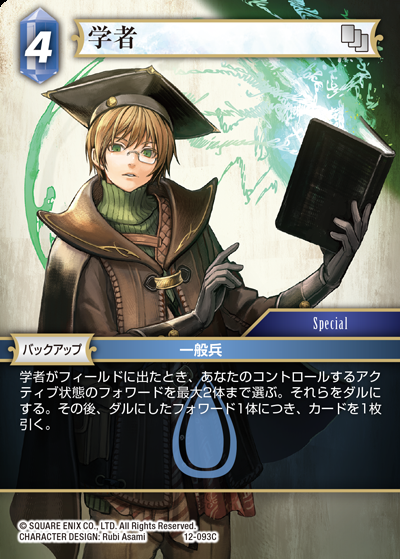 4
学者
Special
バックアップ
一般兵
学者がフィールドに出たとき、あなたのコントロールするアク
ティブ状態のフォワードを最大2体まで選ぶ。それらをダルに
する。その後、ダルにしたフォワード1体につき、カードを1枚
引く。
© SQUARE ENIX CO., LTD. All Rights Reserved.
CHARACTER DESIGN: Rubi Asami
12-093C